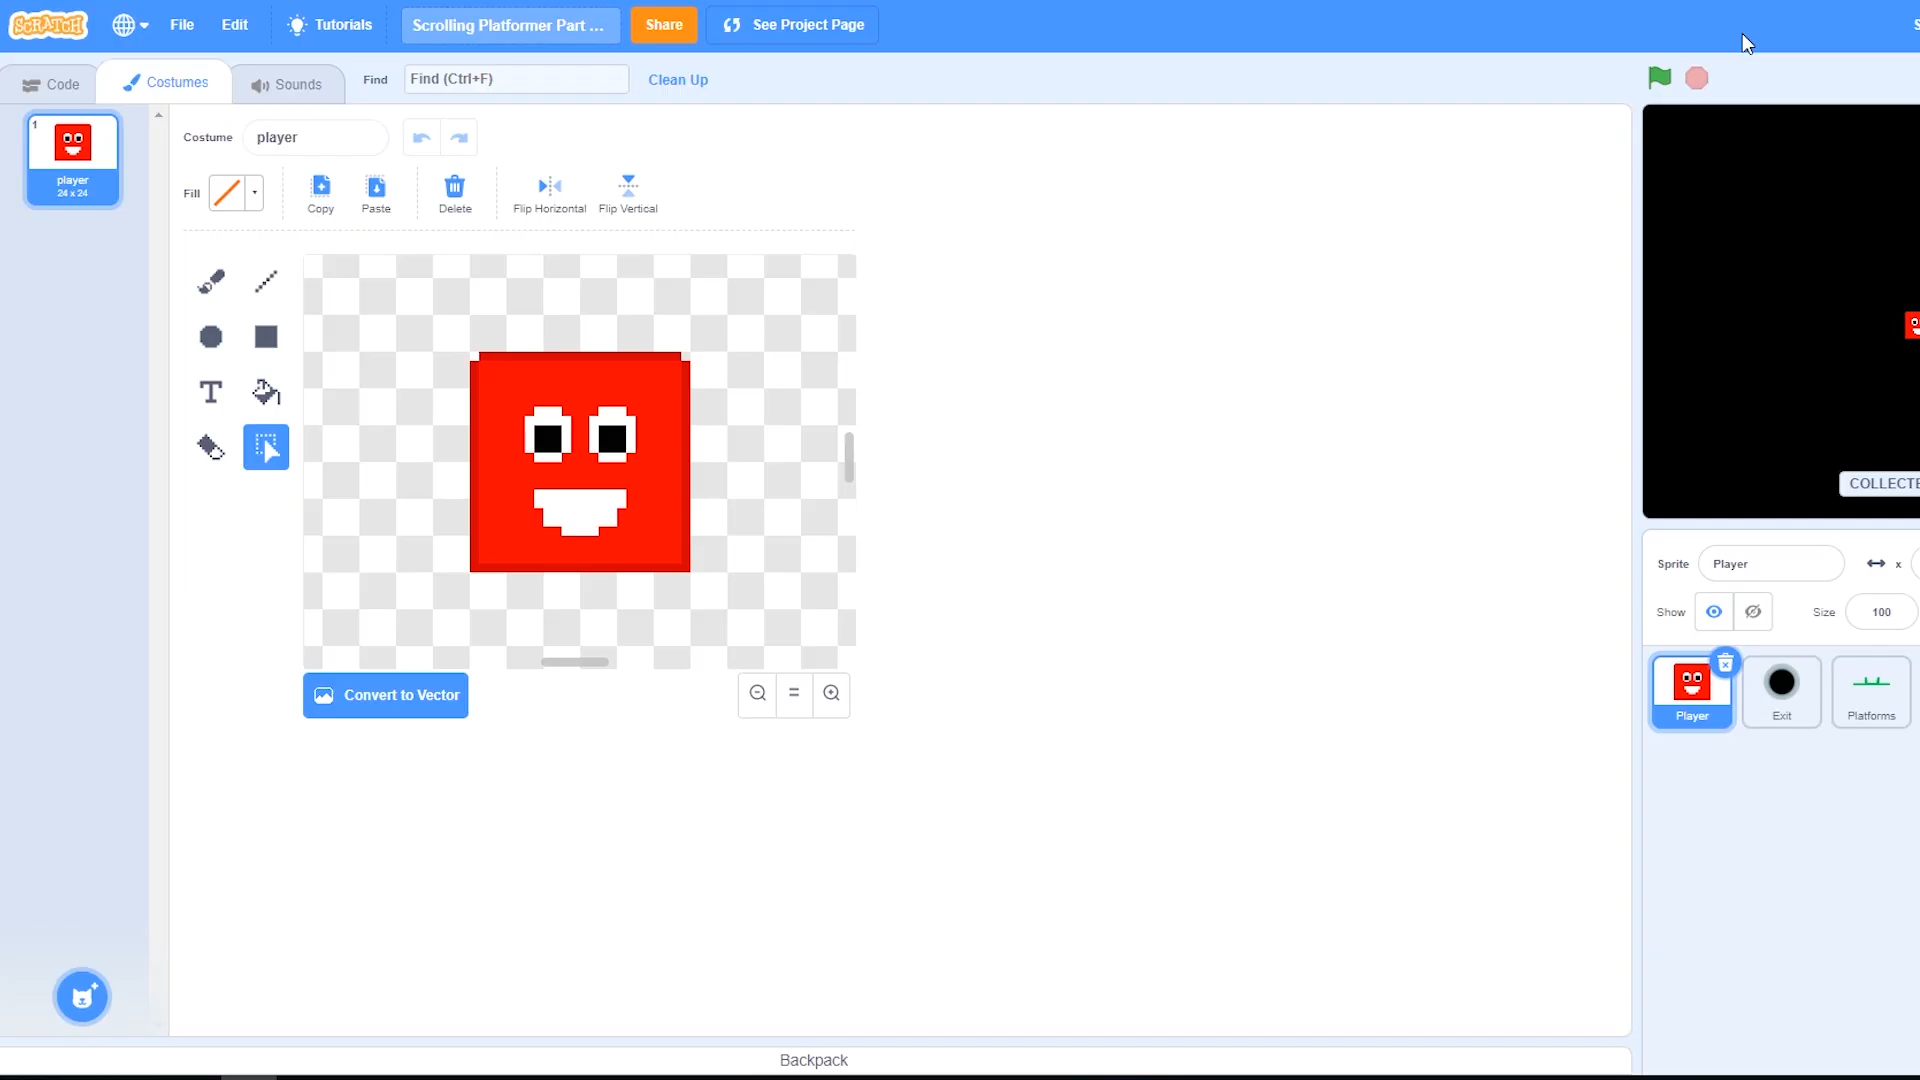 SCRATCH File Edit Tutorials Scrolling Platformer Part ... Share See Project Page
Code Costumes Sounds Find Find (Ctrl+F) Clean Up
1
player
24 x 24
Costume player
Fill Copy Paste Delete Flip Horizontal Flip Vertical
T
Convert to Vector
COLLECTE
Sprite Player x
Show Size 100
Player Exit Platforms
Backpack